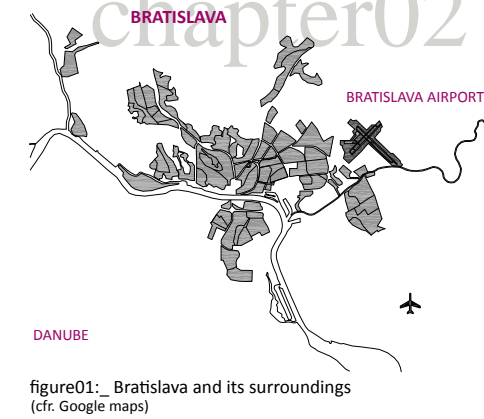 chapter02
BRATISLAVA
BRATISLAVA AIRPORT
DANUBE
figure01:_ Bratislava and its surroundings
(cfr. Google maps)